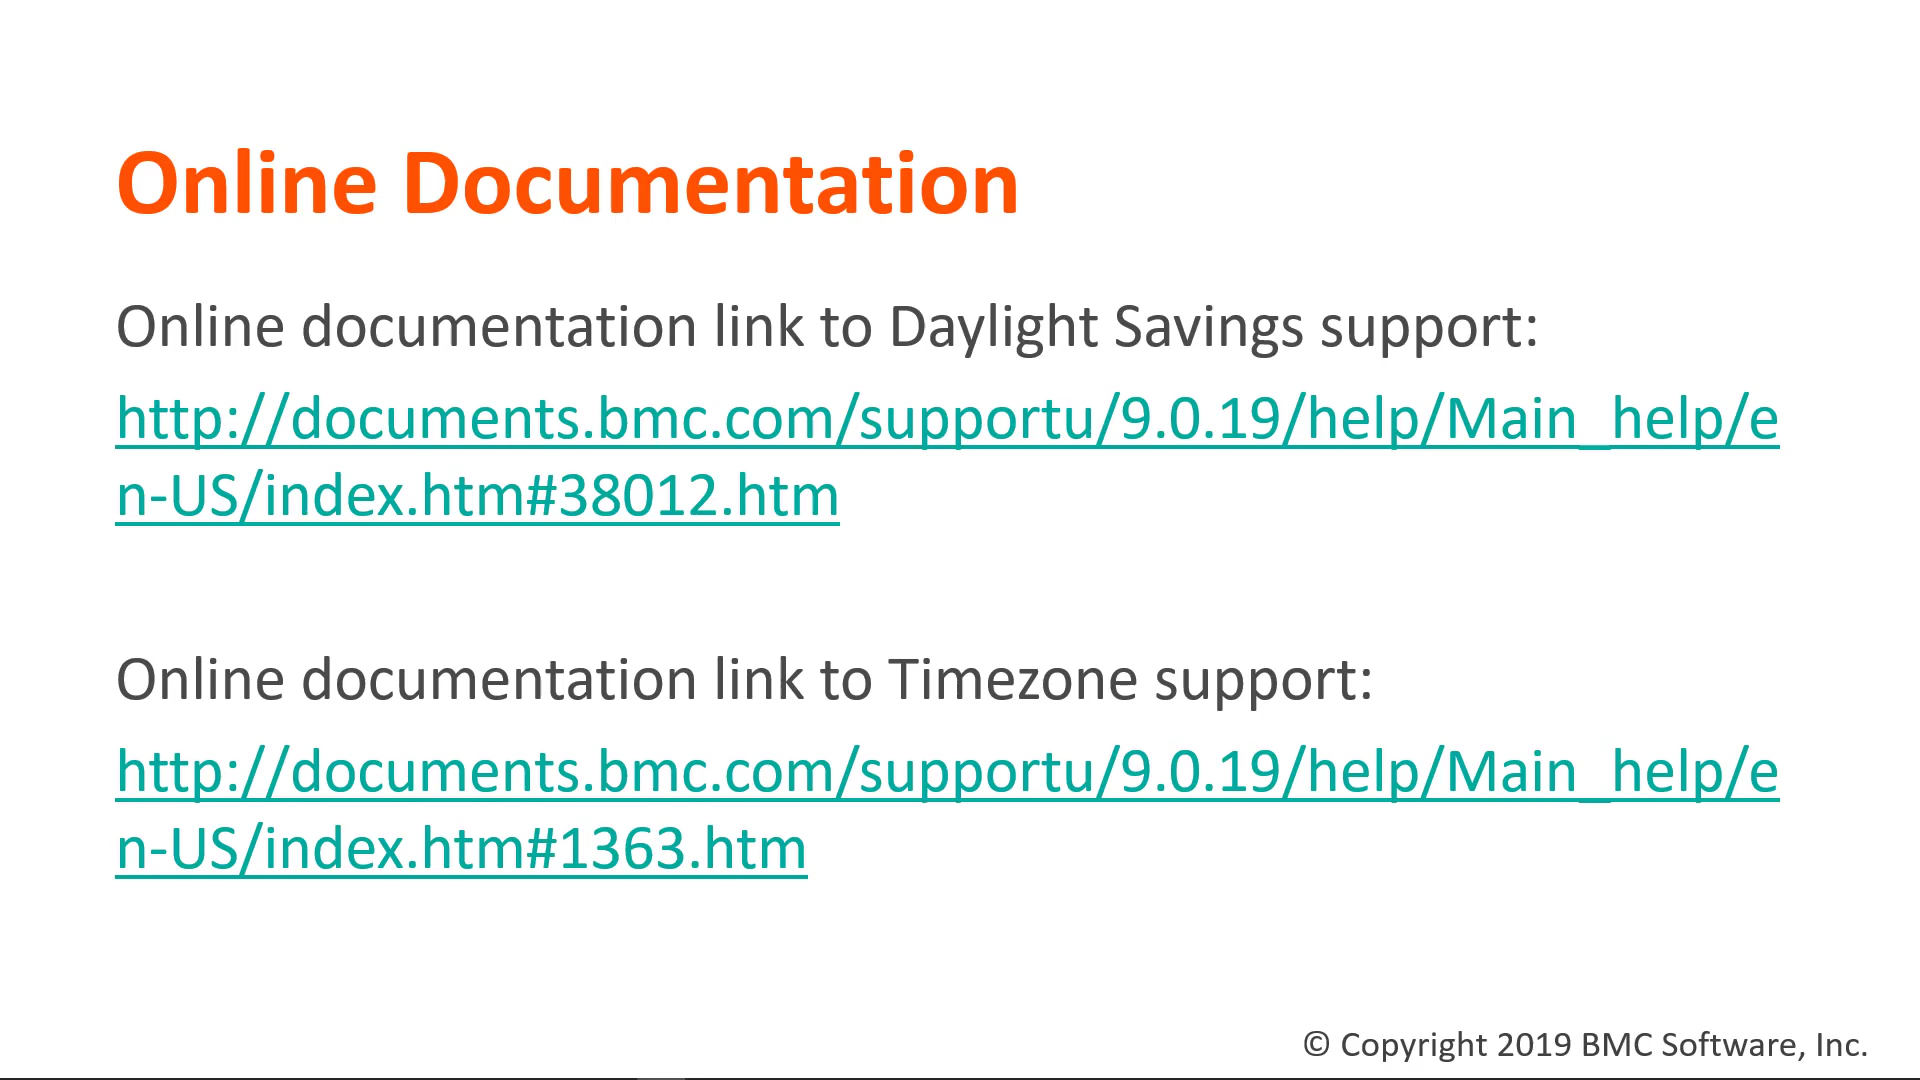 Online Documentation
Online documentation link to Daylight Savings support:
http://documents.bmc.com/supportu/9.0.19/help/Main_help/e
n-US/index.htm#38012.htm
Online documentation link to Timezone support:
http://documents.bmc.com/supportu/9.0.19/help/Main_help/e
n-US/index.htm#1363.htm
© Copyright 2019 BMC Software, Inc.